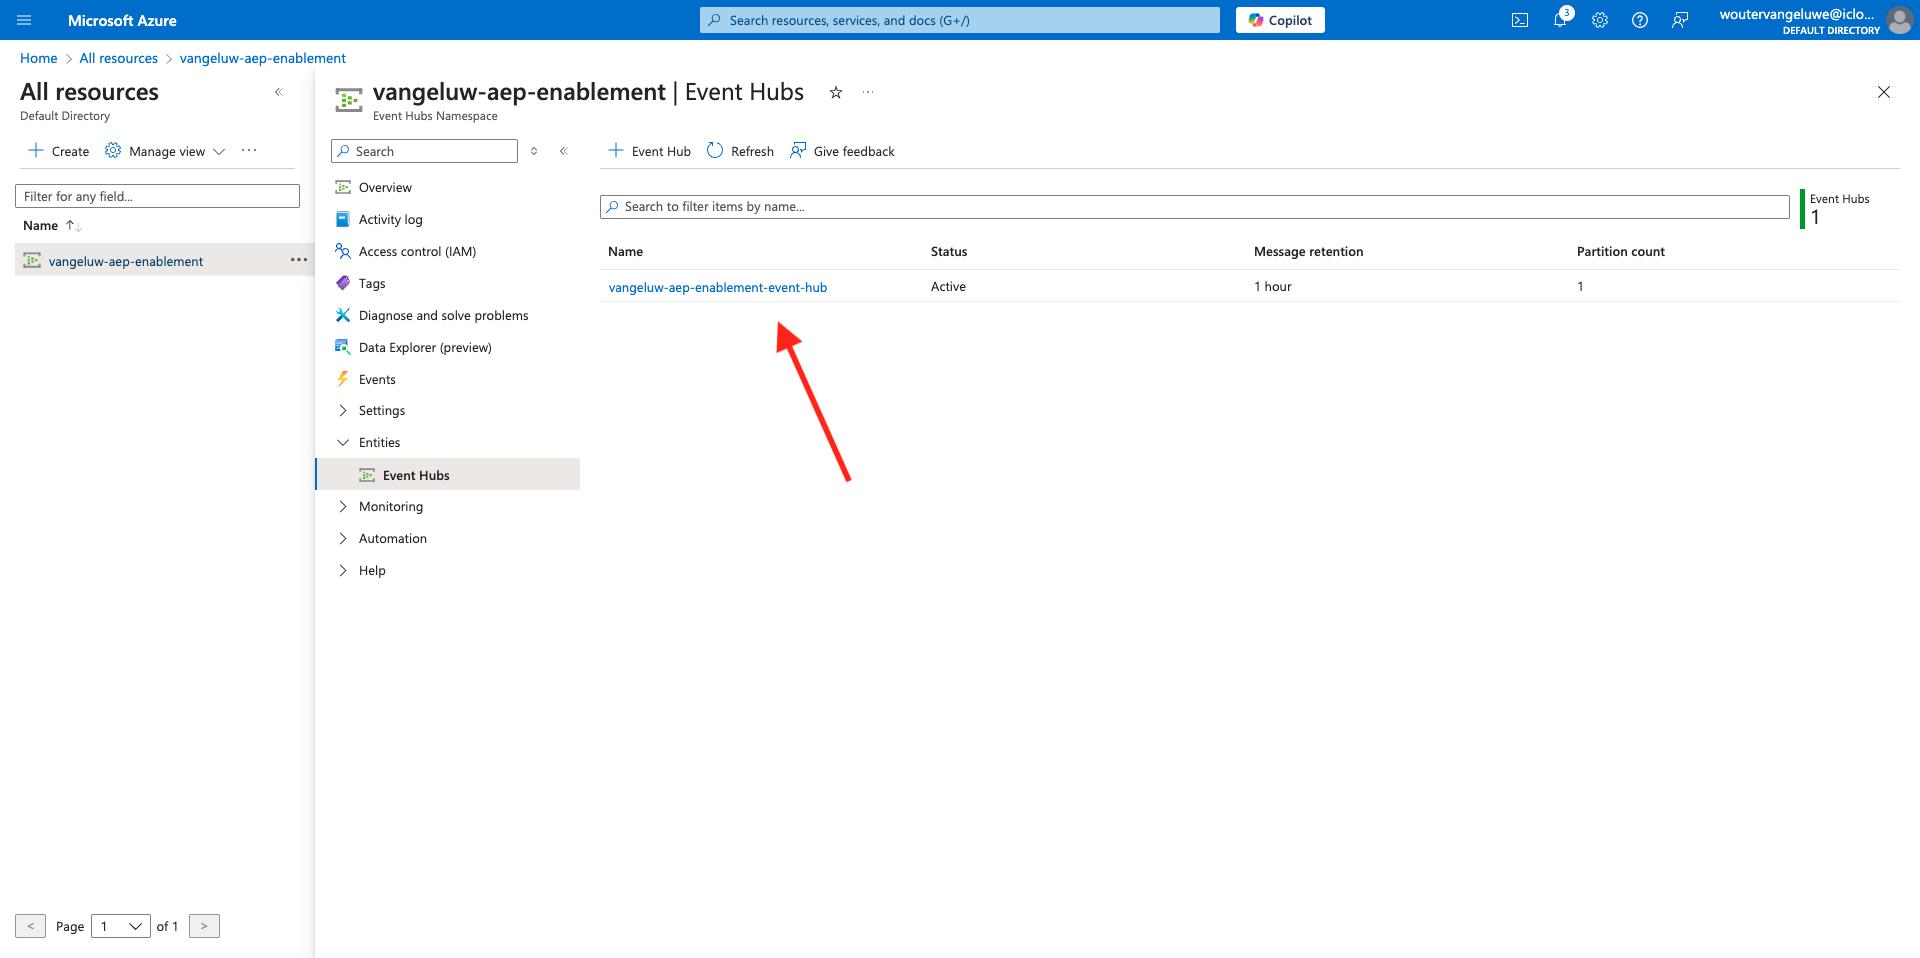 Microsoft Azure
Search resources, services, and docs (G+/)
Copilot
3
woutervangeluwe@iclo...
DEFAULT DIRECTORY
Home > All resources > vangeluw-aep-enablement
All resources
Default Directory
Create
Manage view
Filter for any field...
Name
vangeluw-aep-enablement
vangeluw-aep-enablement | Event Hubs
Event Hubs Namespace
Search
Overview
Activity log
Access control (IAM)
Tags
Diagnose and solve problems
Data Explorer (preview)
Events
Settings
Entities
Event Hubs
Monitoring
Automation
Help
Event Hub
Refresh
Give feedback
Search to filter items by name...
Event Hubs
1
Name Status Message retention Partition count
vangeluw-aep-enablement-event-hub Active 1 hour 1
< Page 1 of 1 >